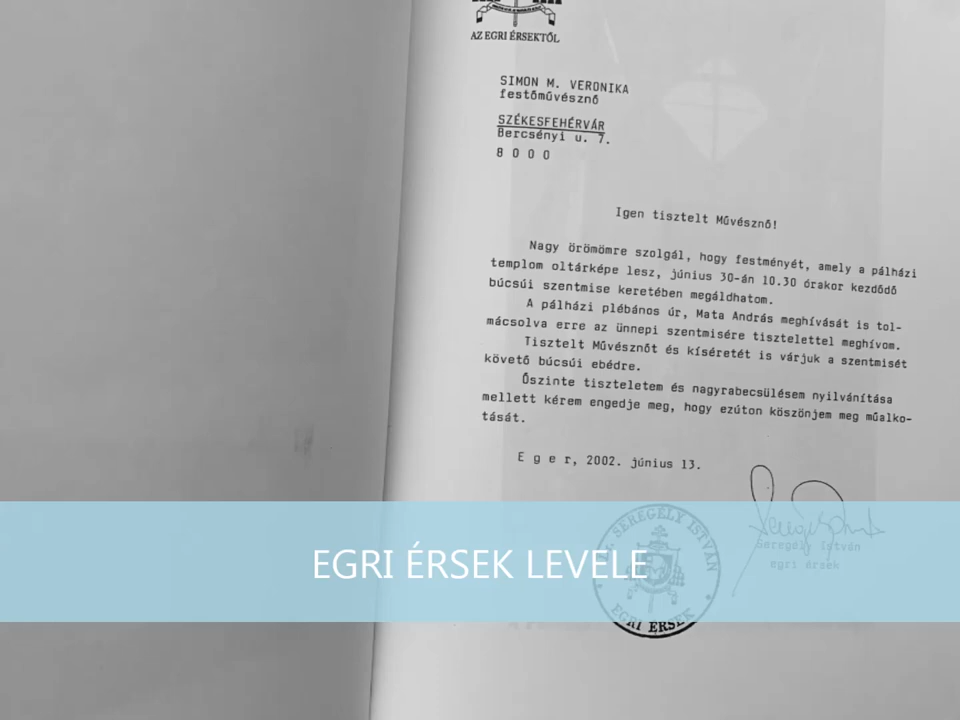 AZ EGRI ÉRSEKTŐL
SIMON M. VERONIKA
festőművésznő
SZÉKESFEHÉRVÁR
Bercsényi u. 7.
8 0 0 0
Igen tisztelt Művésznő!
Nagy örömömre szolgál, hogy festményét, amely a pálházi
templom oltárképe lesz, június 30-án 10.30 órakor kezdődő
búcsúi szentmise keretében megáldhatom.
A pálházi plébános úr, Mata András meghívását is tol-
mácsolva erre az ünnepi szentmisére tisztelettel meghívom.
Tisztelt Művésznőt és kíséretét is várjuk a szentmisét
követő búcsúi ebédre.
Őszinte tiszteletem és nagyrabecsülésem nyilvánítása
mellett kérem engedje meg, hogy ezúton köszönjem meg műalko-
tását.
E g e r, 2002. június 13.
Seregély István
egri érsek
SEREGÉLY ISTVÁN
EGRI ÉRSEK
EGRI ÉRSEK LEVELE